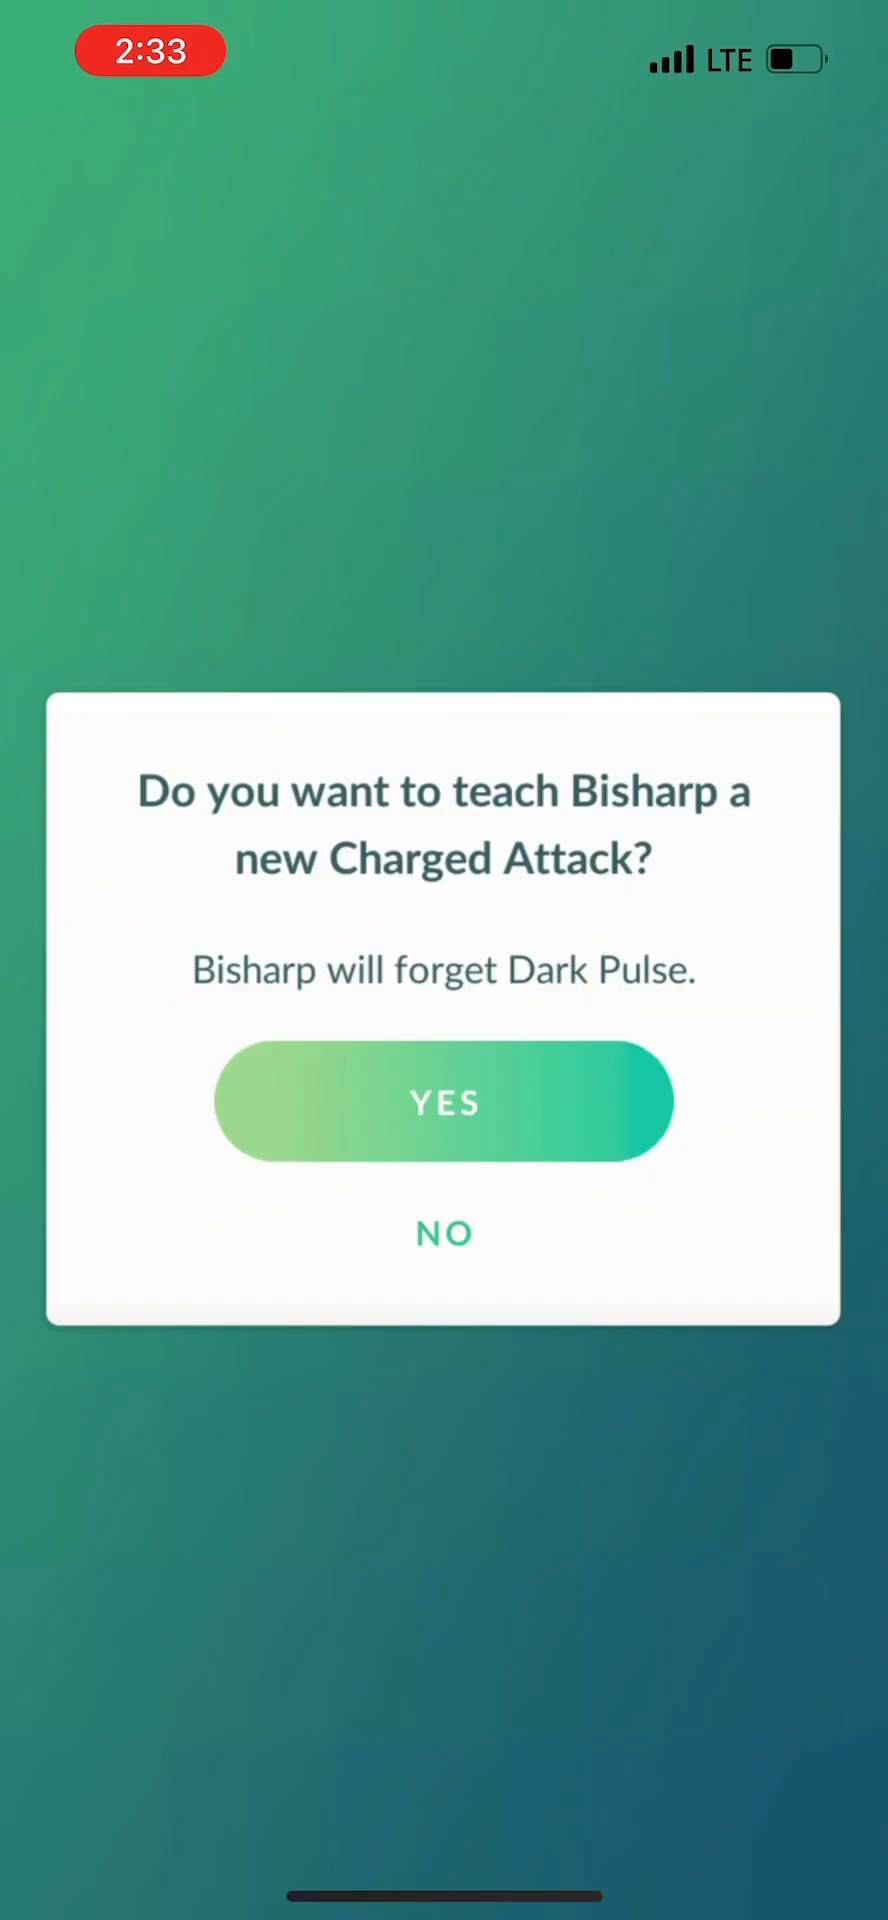 2:33
LTE
Do you want to teach Bisharp a
new Charged Attack?
Bisharp will forget Dark Pulse.
YES
NO